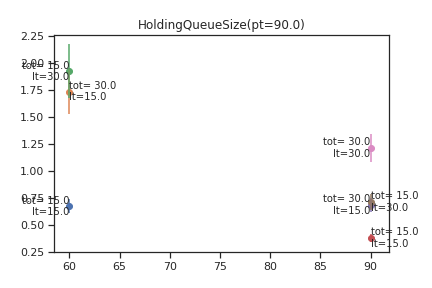 HoldingQueueSize(pt=90.0)
2.25
2.00
1.75
1.50
1.25
1.00
0.75
0.50
0.25
tot= 15.0
lt=30.0
tot= 30.0
lt=15.0
tot= 15.0
lt=15.0
tot= 30.0
lt=30.0
tot= 30.0
lt=15.0
tot= 15.0
lt=30.0
tot= 15.0
lt=15.0
60
65
70
75
80
85
90